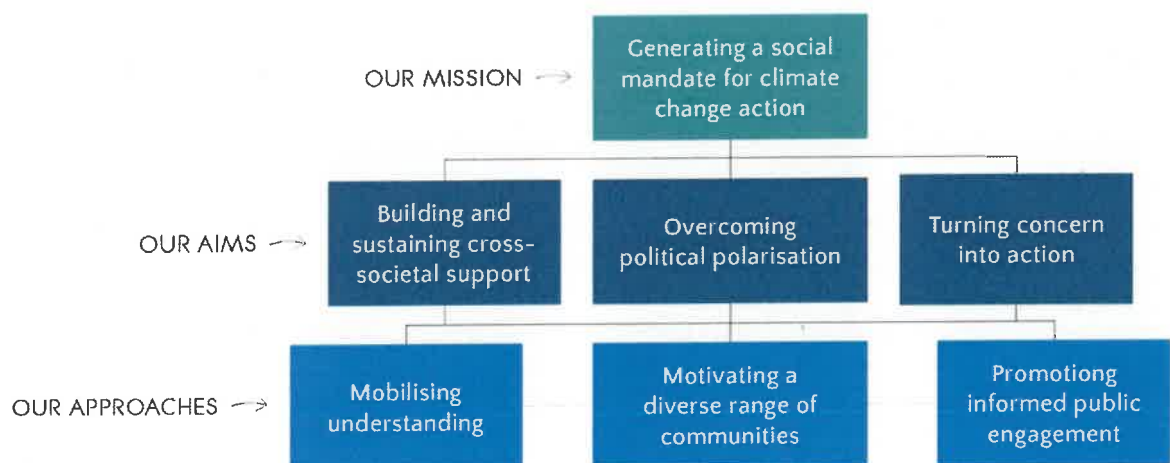 OUR MISSION
Generating a social
mandate for climate
change action
OUR AIMS
Building and
sustaining cross-
societal support
Overcoming
political polarisation
Turning concern
into action
OUR APPROACHES
Mobilising
understanding
Motivating a
diverse range of
communities
Promotiong
informed public
engagement